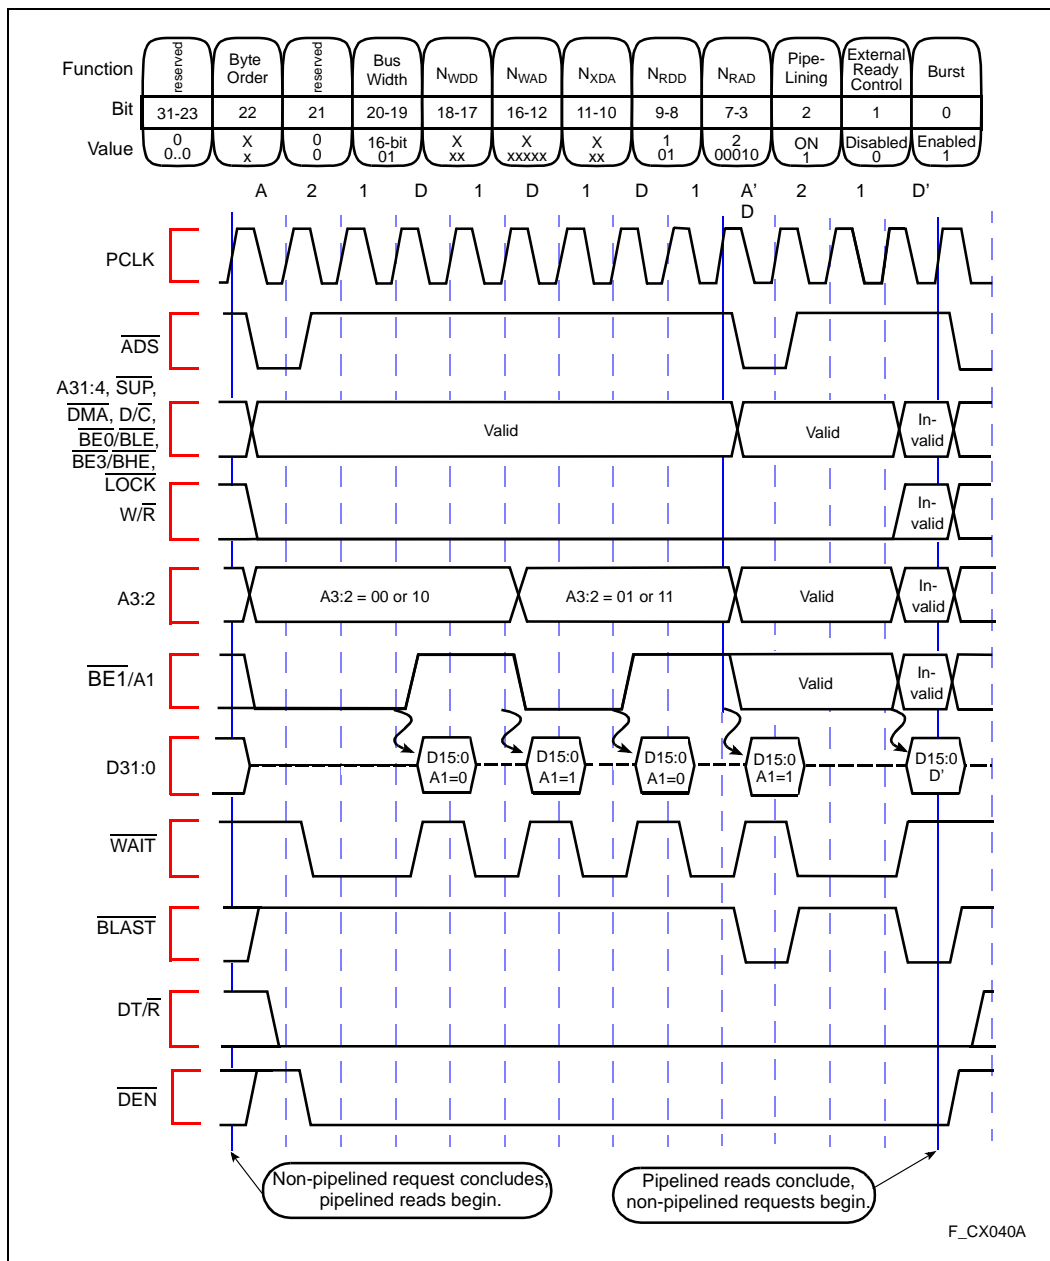 Function reserved Byte Order reserved Bus Width NWDD NWAD NXDA NRDD NRAD Pipe-Lining External Ready Control Burst
Bit 31-23 22 21 20-19 18-17 16-12 11-10 9-8 7-3 2 1 0
Value 0 X 0 16-bit X X X 1 2 ON Disabled Enabled
0..0 x 0 01 xx xxxxx xx 01 00010 1 0 1
A 2 1 D 1 D 1 D 1 A' 2 1 D'
D
PCLK
ADS
A31:4, SUP,
DMA, D/C,
BE0/BLE,
BE3/BHE,
LOCK
Valid Valid In-
valid
W/R In-
valid
A3:2 A3:2 = 00 or 10 A3:2 = 01 or 11 Valid In-
valid
BE1/A1 Valid In-
valid
D31:0 D15:0 D15:0 D15:0 D15:0 D15:0
A1=0 A1=1 A1=0 A1=1 D'
WAIT
BLAST
DT/R
DEN
Non-pipelined request concludes,
pipelined reads begin.
Pipelined reads conclude,
non-pipelined requests begin.
F_CX040A